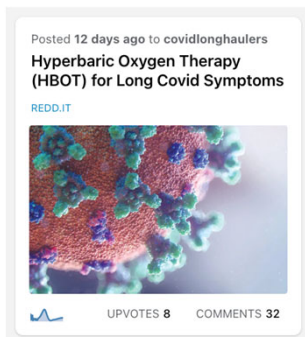 Posted 12 days ago to covidlonghaulers
Hyperbaric Oxygen Therapy
(HBOT) for Long Covid Symptoms
REDD.IT
UPVOTES 8 COMMENTS 32